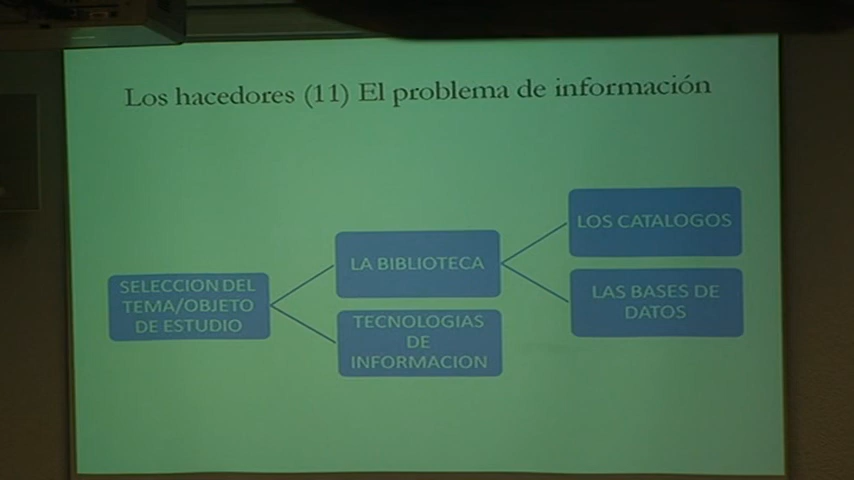 Los hacedores (11) El problema de información
SELECCION DEL
TEMA/OBJETO
DE ESTUDIO
LA BIBLIOTECA
TECNOLOGIAS
DE
INFORMACION
LOS CATALOGOS
LAS BASES DE
DATOS